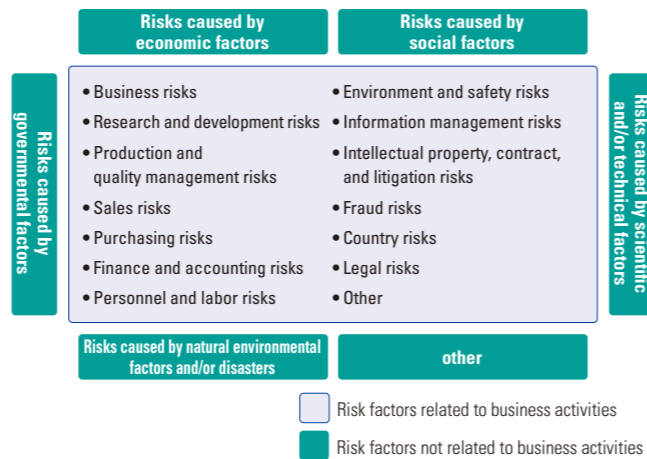 Risks caused by
economic factors
Risks caused by
social factors
Risks caused by
governmental factors
• Business risks
• Research and development risks
• Production and
quality management risks
• Sales risks
• Purchasing risks
• Finance and accounting risks
• Personnel and labor risks
• Environment and safety risks
• Information management risks
• Intellectual property, contract,
and litigation risks
• Fraud risks
• Country risks
• Legal risks
• Other
Risks caused by scientific
and/or technical factors
Risks caused by natural environmental
factors and/or disasters
other
Risk factors related to business activities
Risk factors not related to business activities